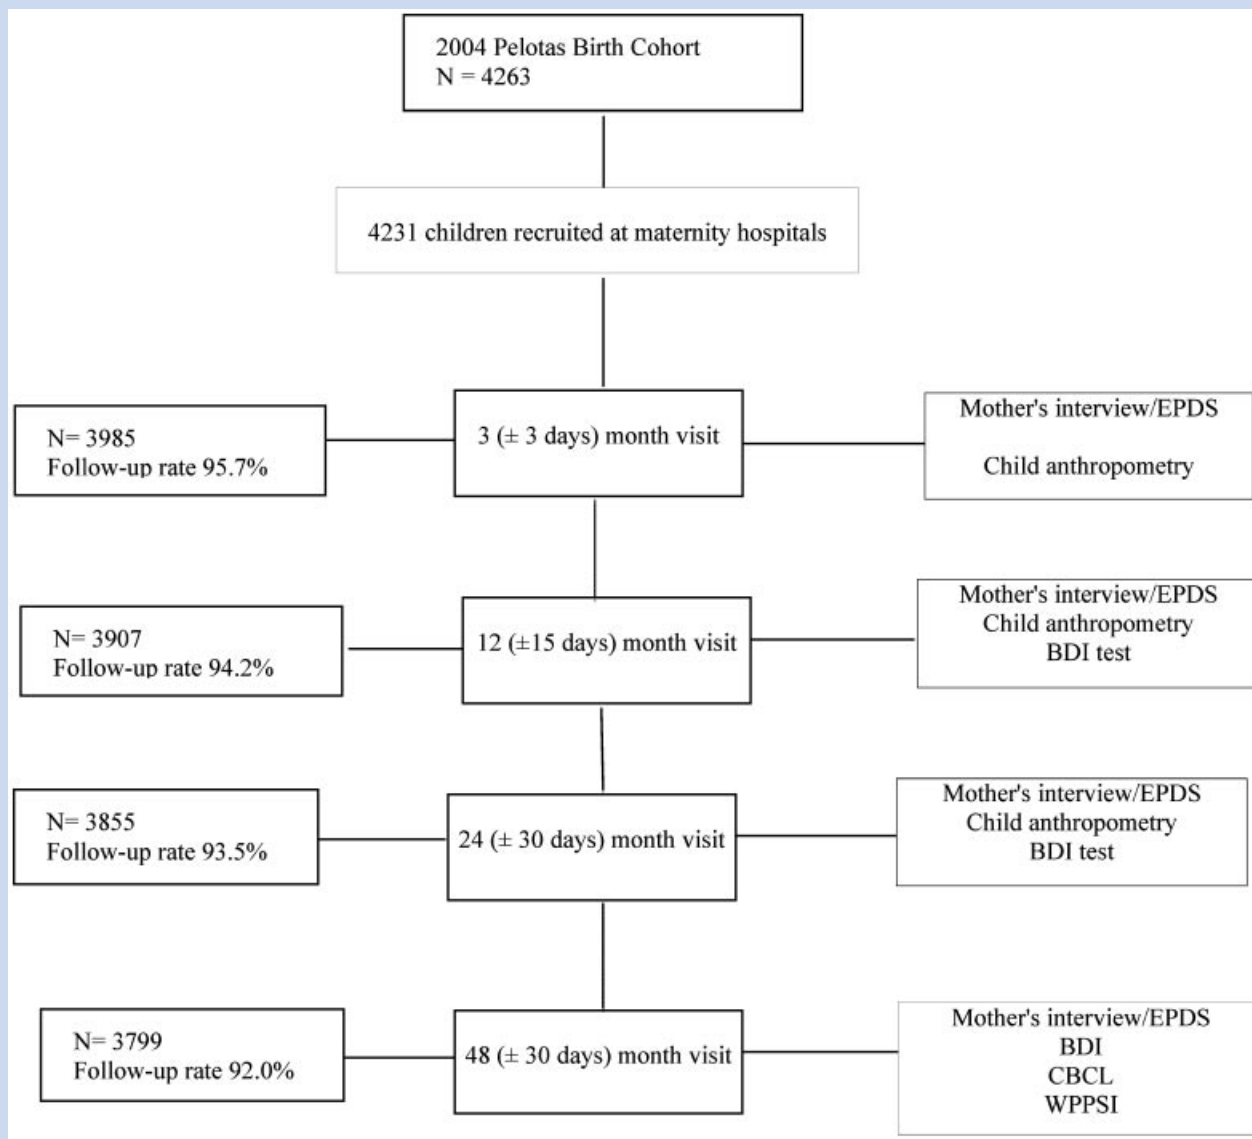 2004 Pelotas Birth Cohort
N = 4263
4231 children recruited at maternity hospitals
N= 3985
Follow-up rate 95.7%
3 (± 3 days) month visit
Mother's interview/EPDS
Child anthropometry
N= 3907
Follow-up rate 94.2%
12 (±15 days) month visit
Mother's interview/EPDS
Child anthropometry
BDI test
N= 3855
Follow-up rate 93.5%
24 (± 30 days) month visit
Mother's interview/EPDS
Child anthropometry
BDI test
N= 3799
Follow-up rate 92.0%
48 (± 30 days) month visit
Mother's interview/EPDS
BDI
CBCL
WPPSI